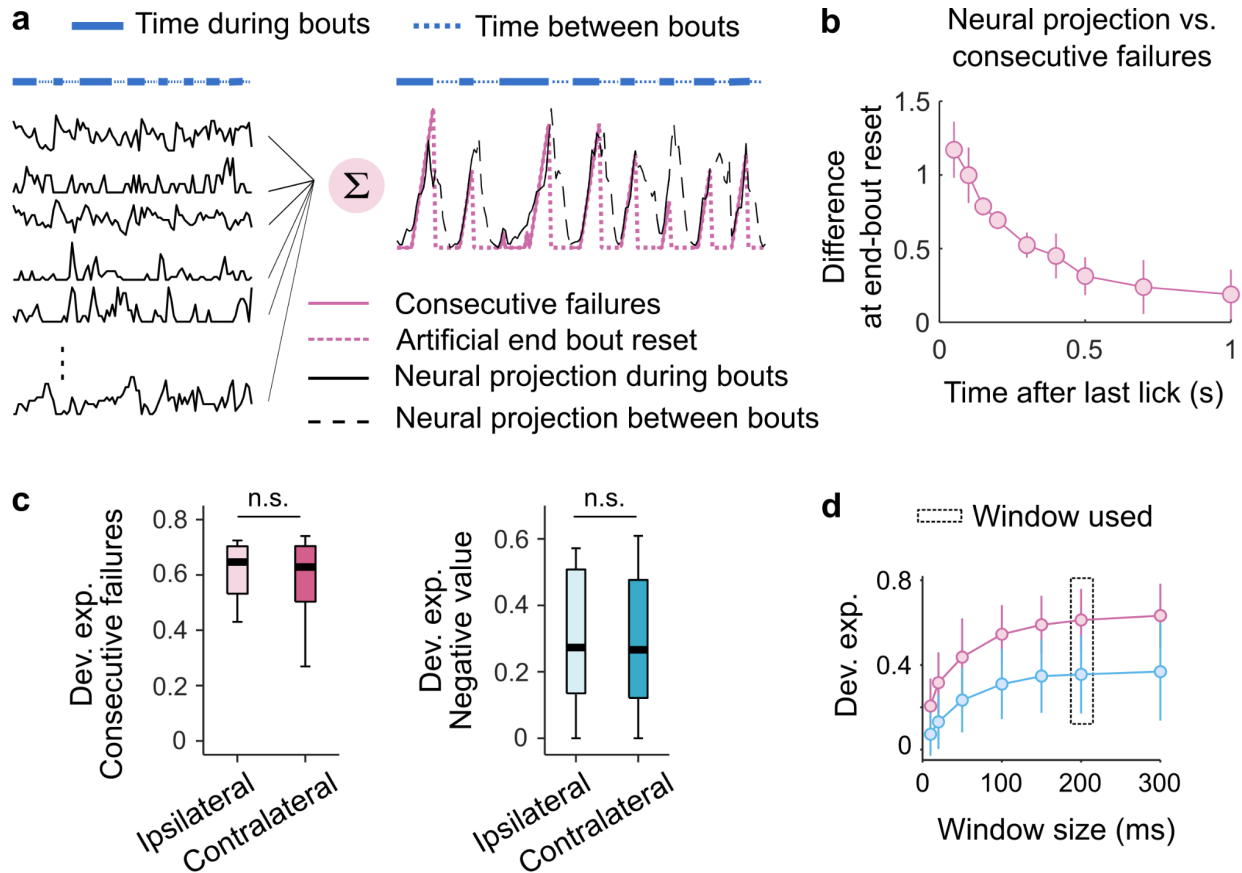 a
Time during bouts
Time between bouts
Σ
Consecutive failures
Artificial end bout reset
Neural projection during bouts
Neural projection between bouts
b
Neural projection vs.
consecutive failures
Difference
at end-bout reset
1.5
1
0.5
0
0
0.5
1
Time after last lick (s)
c
n.s.
Dev. exp.
Consecutive failures
0.8
0.6
0.4
0.2
0
Ipsilateral
Contralateral
n.s.
Dev. exp.
Negative value
0.6
0.4
0.2
0
Ipsilateral
Contralateral
d
Window used
Dev. exp.
0.8
0.4
0
0
100
200
300
Window size (ms)